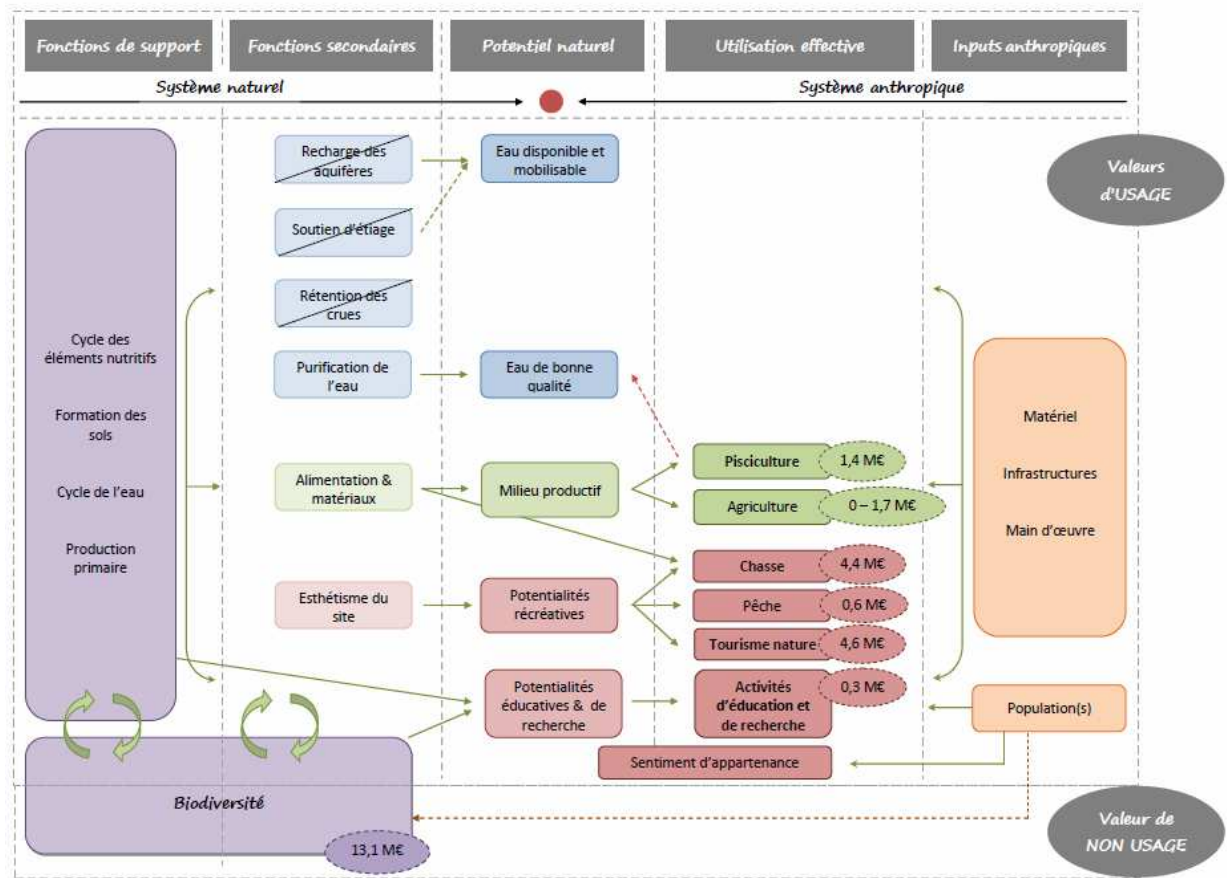 Fonctions de support
Fonctions secondaires
Potentiel naturel
Utilisation effective
Inputs anthropiques
Système naturel
Système anthropique
Recharge des
aquifères
Eau disponible et
mobilisable
Valeurs
d'USAGE
Soutien d'étiage
Rétention des
crues
Cycle des
éléments nutritifs
Formation des
sols
Cycle de l'eau
Production
primaire
Purification de
l'eau
Eau de bonne
qualité
Alimentation &
matériaux
Milieu productif
Pisciculture
1,4 M€
Agriculture
0 – 1,7 M€
Matériel
Infrastructures
Main d'œuvre
Esthétisme du
site
Potentialités
récréatives
Chasse
4,4 M€
Pêche
0,6 M€
Tourisme nature
4,6 M€
Potentialités
éducatives & de
recherche
Activités
d'éducation et
de recherche
0,3 M€
Population(s)
Sentiment d'appartenance
Biodiversité
13,1 M€
Valeur de
NON USAGE